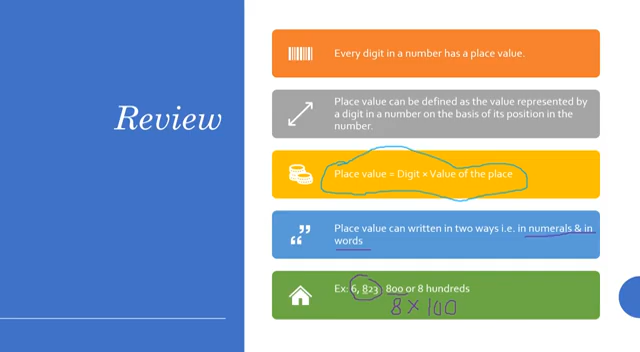 Review
Every digit in a number has a place value.
Place value can be defined as the value represented by
a digit in a number on the basis of its position in the
number.
Place value = Digit × Value of the place
Place value can written in two ways i.e. in numerals & in
words
Ex: 6, 823 800 or 8 hundreds
8 × 100